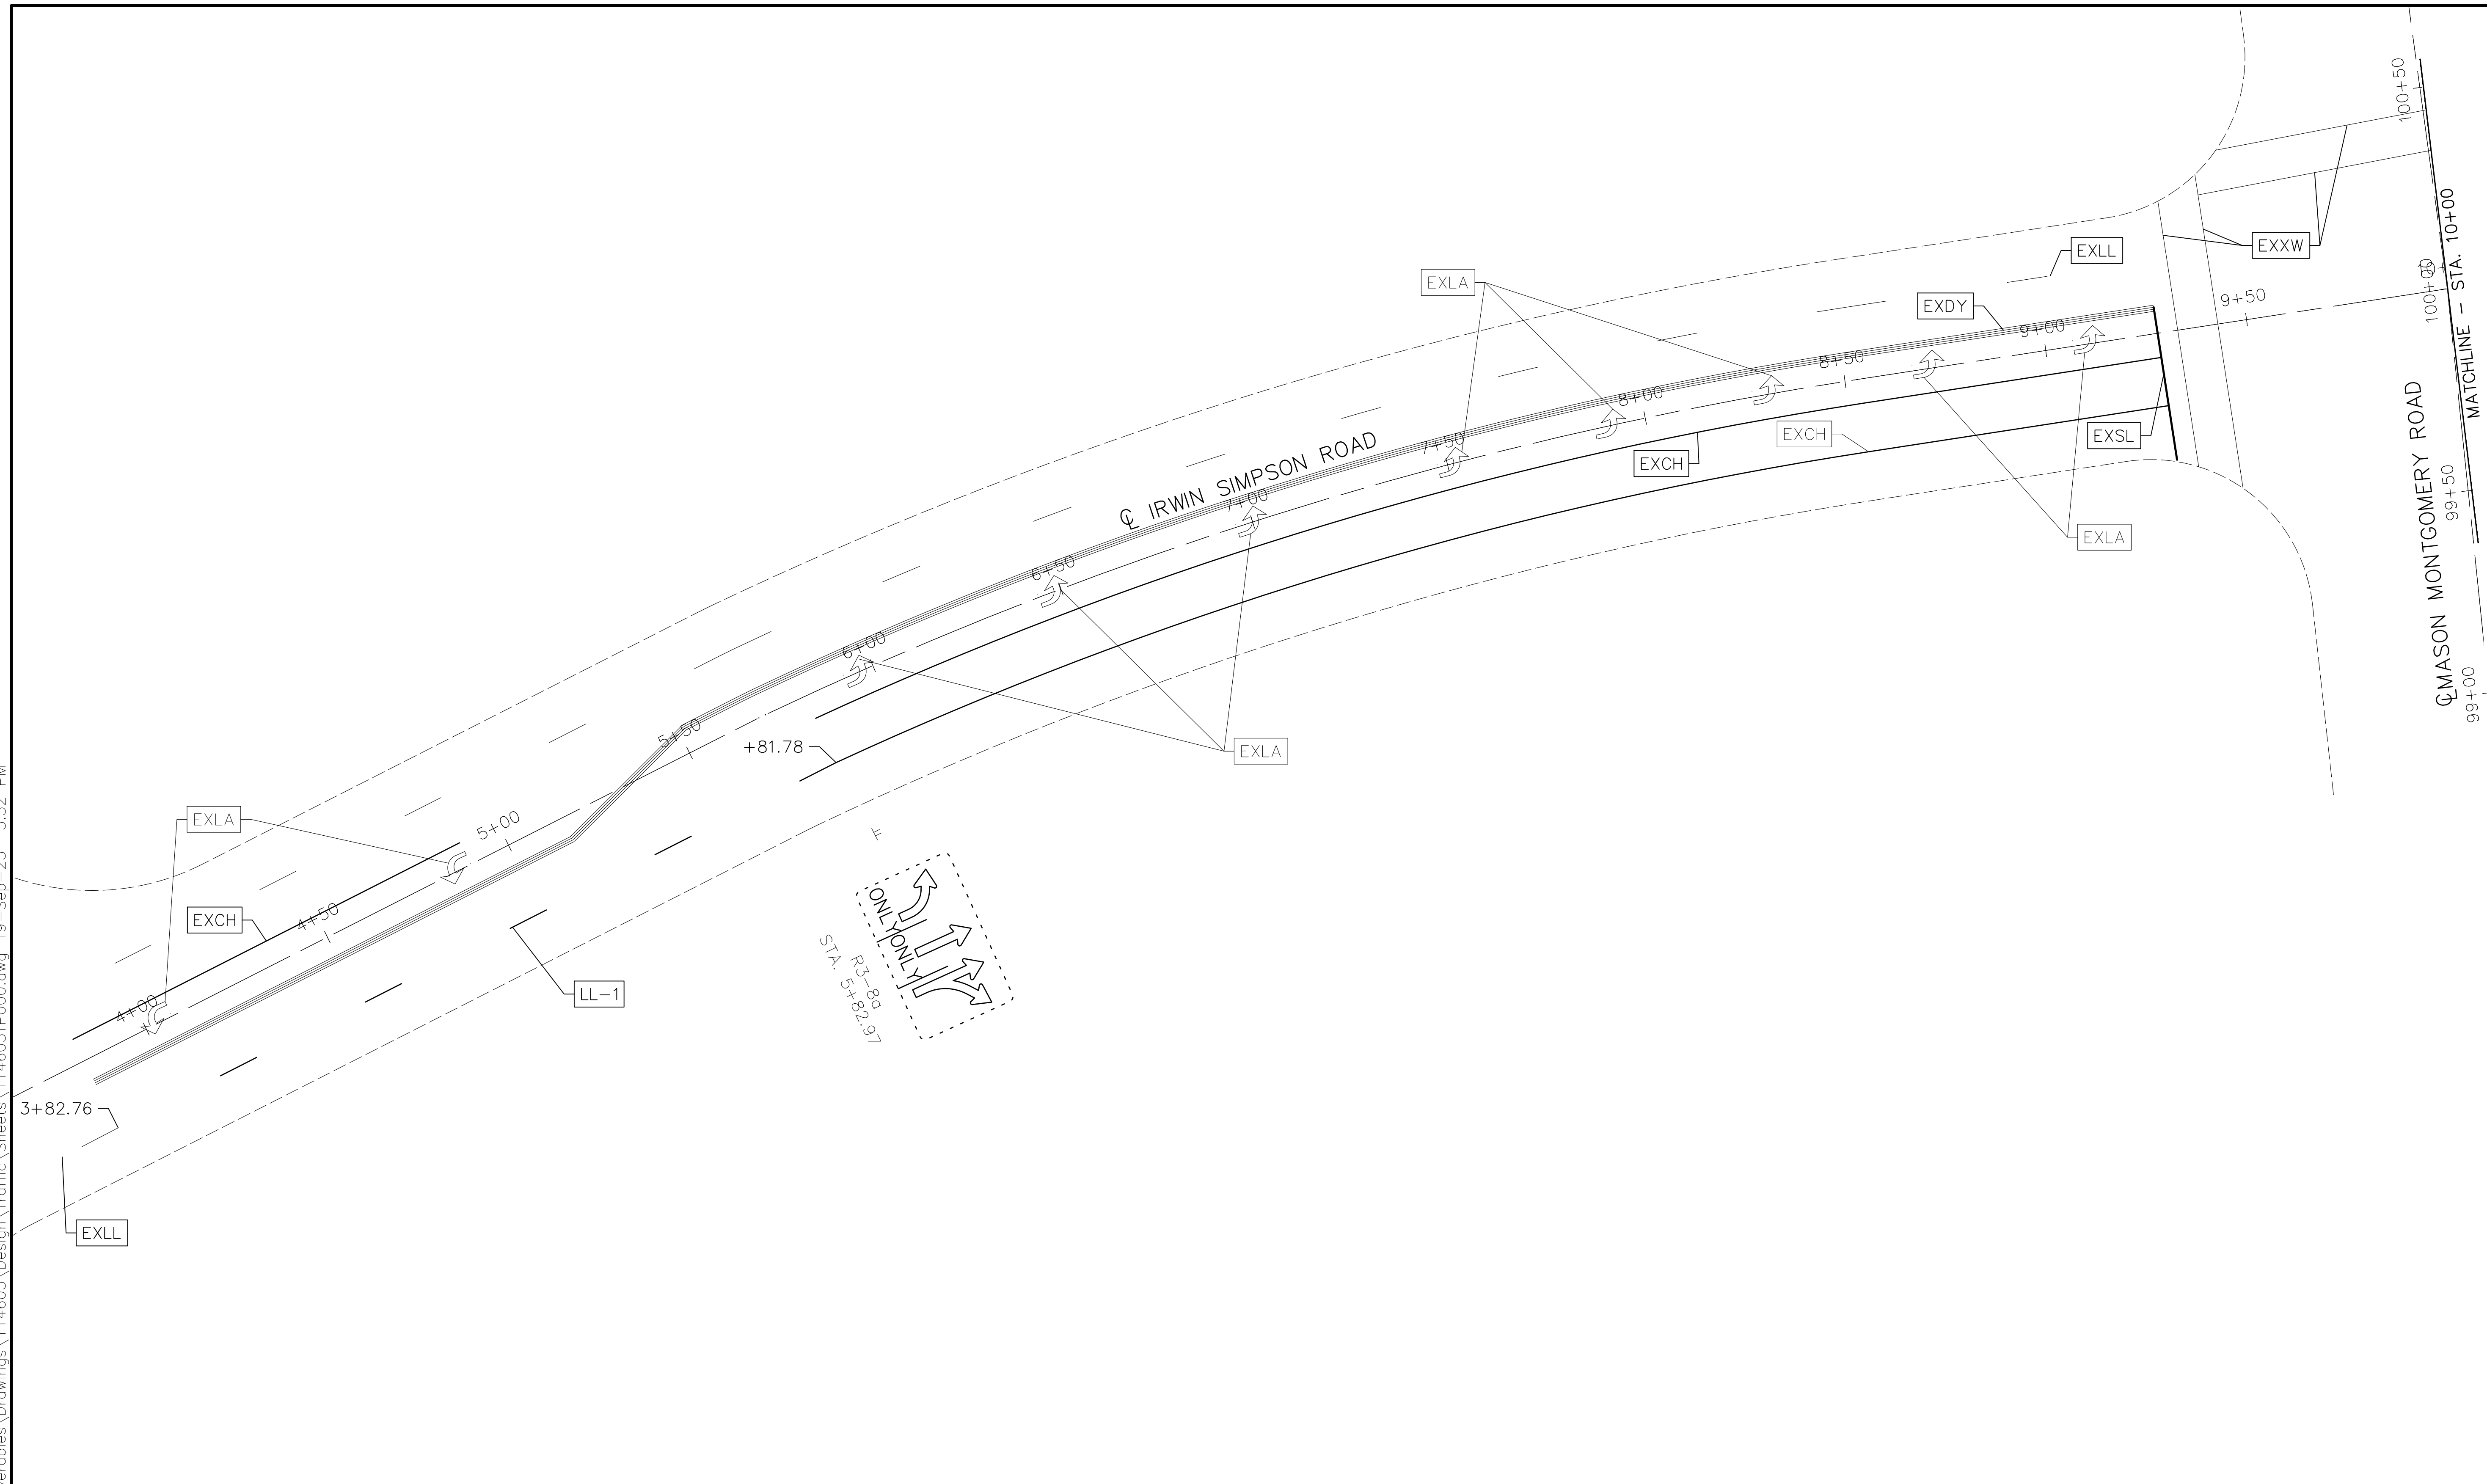 100+50
MATCHLINE - STA. 10+00
EXXW
EXLL
EXLA
EXDY
9+50
100+00
9+00
8+50
8+00
EXCH
EXCH
EXSL
℄ IRWIN SIMPSON ROAD
7+50
7+00
6+50
6+00
EXLA
℄ MASON MONTGOMERY ROAD
99+50
99+00
5+50
+81.78
EXLA
EXLA
5+00
EXCH
4+50
4+00
LL-1
ONLY
ONLY
R3-8a
STA. 5+82.97
3+82.76
EXLL